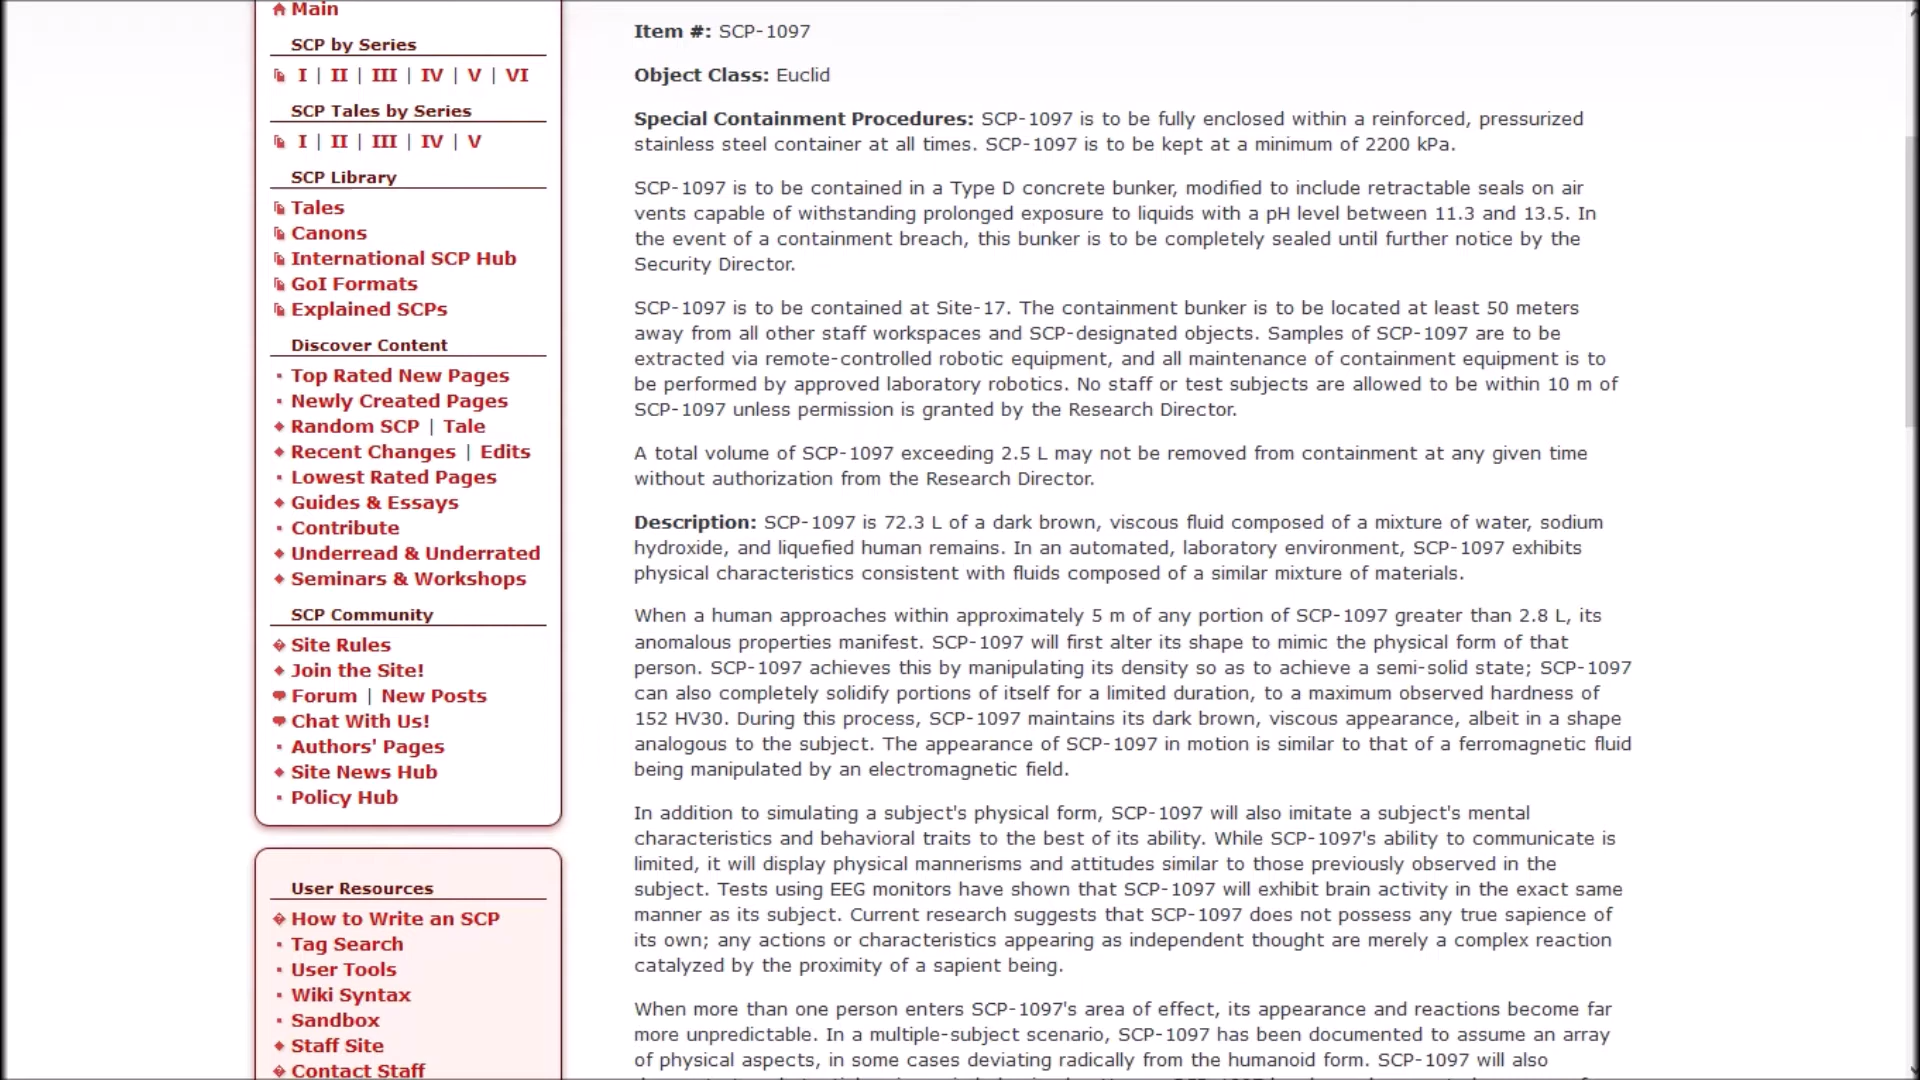 Main
SCP by Series
I | II | III | IV | V | VI
SCP Tales by Series
I | II | III | IV | V
SCP Library
Tales
Canons
International SCP Hub
GoI Formats
Explained SCPs
Discover Content
Top Rated New Pages
Newly Created Pages
Random SCP | Tale
Recent Changes | Edits
Lowest Rated Pages
Guides & Essays
Contribute
Underread & Underrated
Seminars & Workshops
SCP Community
Site Rules
Join the Site!
Forum | New Posts
Chat With Us!
Authors' Pages
Site News Hub
Policy Hub
User Resources
How to Write an SCP
Tag Search
User Tools
Wiki Syntax
Sandbox
Staff Site
Contact Staff
Item #: SCP-1097
Object Class: Euclid
Special Containment Procedures: SCP-1097 is to be fully enclosed within a reinforced, pressurized
stainless steel container at all times. SCP-1097 is to be kept at a minimum of 2200 kPa.
SCP-1097 is to be contained in a Type D concrete bunker, modified to include retractable seals on air
vents capable of withstanding prolonged exposure to liquids with a pH level between 11.3 and 13.5. In
the event of a containment breach, this bunker is to be completely sealed until further notice by the
Security Director.
SCP-1097 is to be contained at Site-17. The containment bunker is to be located at least 50 meters
away from all other staff workspaces and SCP-designated objects. Samples of SCP-1097 are to be
extracted via remote-controlled robotic equipment, and all maintenance of containment equipment is to
be performed by approved laboratory robotics. No staff or test subjects are allowed to be within 10 m of
SCP-1097 unless permission is granted by the Research Director.
A total volume of SCP-1097 exceeding 2.5 L may not be removed from containment at any given time
without authorization from the Research Director.
Description: SCP-1097 is 72.3 L of a dark brown, viscous fluid composed of a mixture of water, sodium
hydroxide, and liquefied human remains. In an automated, laboratory environment, SCP-1097 exhibits
physical characteristics consistent with fluids composed of a similar mixture of materials.
When a human approaches within approximately 5 m of any portion of SCP-1097 greater than 2.8 L, its
anomalous properties manifest. SCP-1097 will first alter its shape to mimic the physical form of that
person. SCP-1097 achieves this by manipulating its density so as to achieve a semi-solid state; SCP-1097
can also completely solidify portions of itself for a limited duration, to a maximum observed hardness of
152 HV30. During this process, SCP-1097 maintains its dark brown, viscous appearance, albeit in a shape
analogous to the subject. The appearance of SCP-1097 in motion is similar to that of a ferromagnetic fluid
being manipulated by an electromagnetic field.
In addition to simulating a subject's physical form, SCP-1097 will also imitate a subject's mental
characteristics and behavioral traits to the best of its ability. While SCP-1097's ability to communicate is
limited, it will display physical mannerisms and attitudes similar to those previously observed in the
subject. Tests using EEG monitors have shown that SCP-1097 will exhibit brain activity in the exact same
manner as its subject. Current research suggests that SCP-1097 does not possess any true sapience of
its own; any actions or characteristics appearing as independent thought are merely a complex reaction
catalyzed by the proximity of a sapient being.
When more than one person enters SCP-1097's area of effect, its appearance and reactions become far
more unpredictable. In a multiple-subject scenario, SCP-1097 has been documented to assume an array
of physical aspects, in some cases deviating radically from the humanoid form. SCP-1097 will also